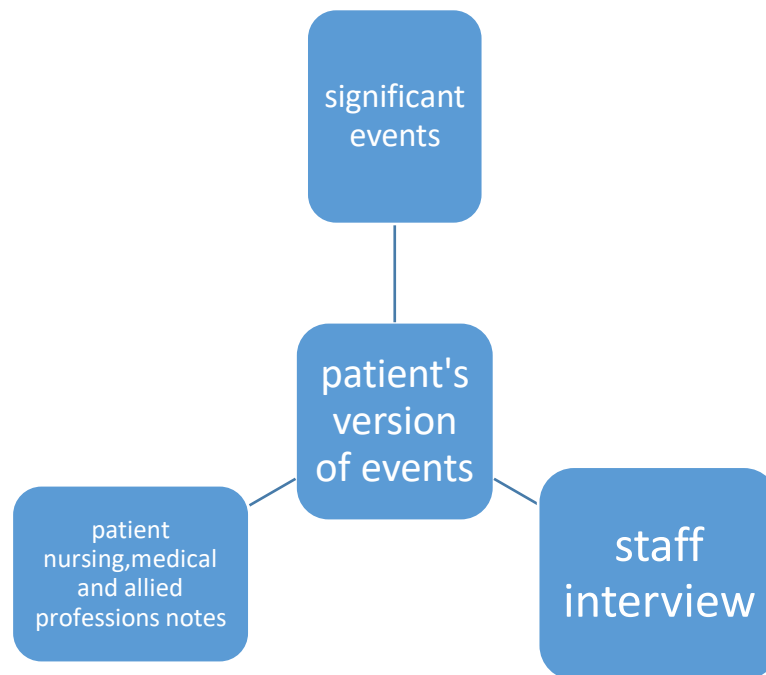 significant
events
patient's
version
of events
patient
nursing,medical
and allied
professions notes
staff
interview